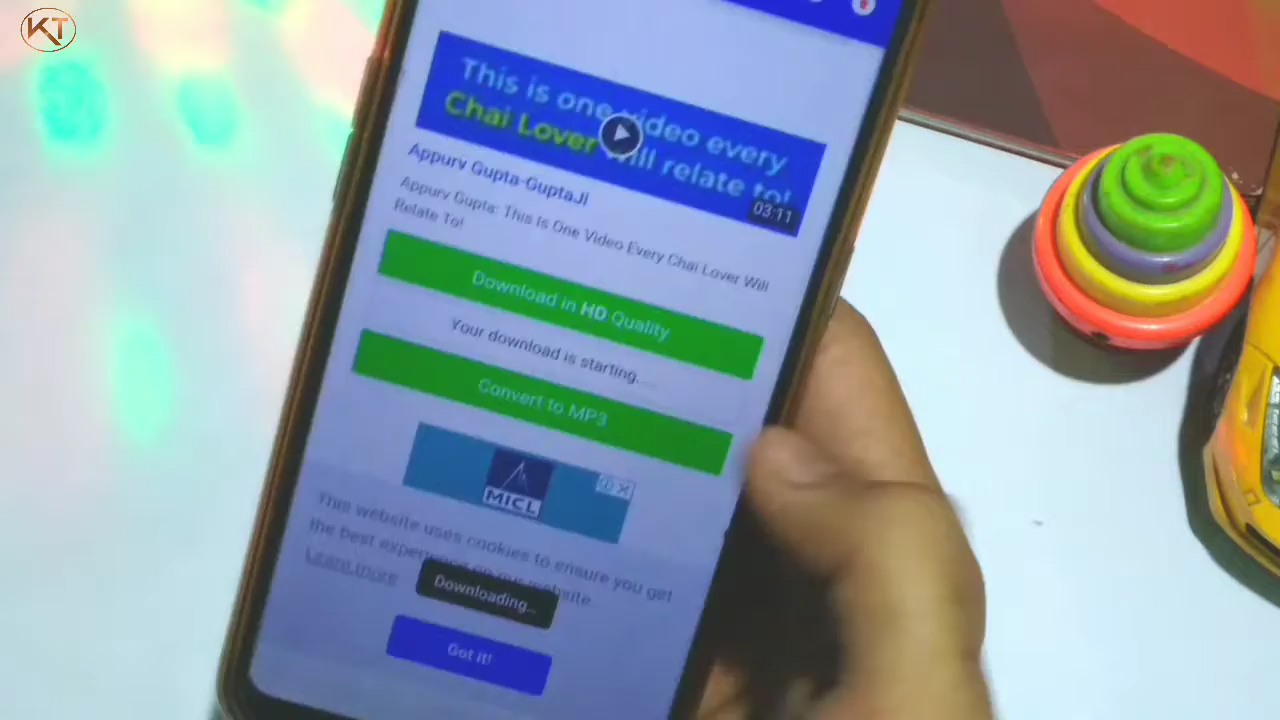 KT
This is one video every
Chai Lover will relate to!
03:11
Appurv Gupta-GuptaJi
Appurv Gupta: This Is One Video Every Chai Lover Will
Relate To!
Download in HD Quality
Your download is starting....
Convert to MP3
MICL
This website uses cookies to ensure you get
the best experience on our website.
Learn more
Downloading...
Got it!